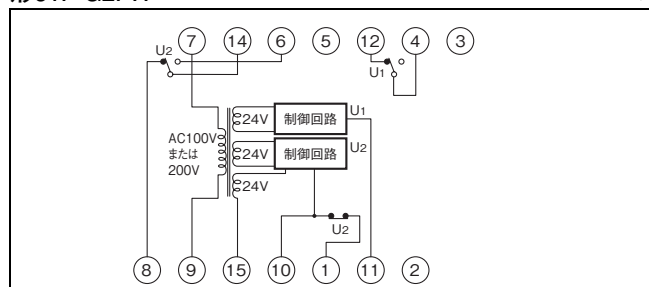 ⑦ ⑭ ⑥ ⑤ ⑫ ④ ③
U2
U1
24V 制御回路 U1
AC100V
または
200V
24V 制御回路 U2
24V
U2
⑧ ⑨ ⑮ ⑩ ① ⑪ ②